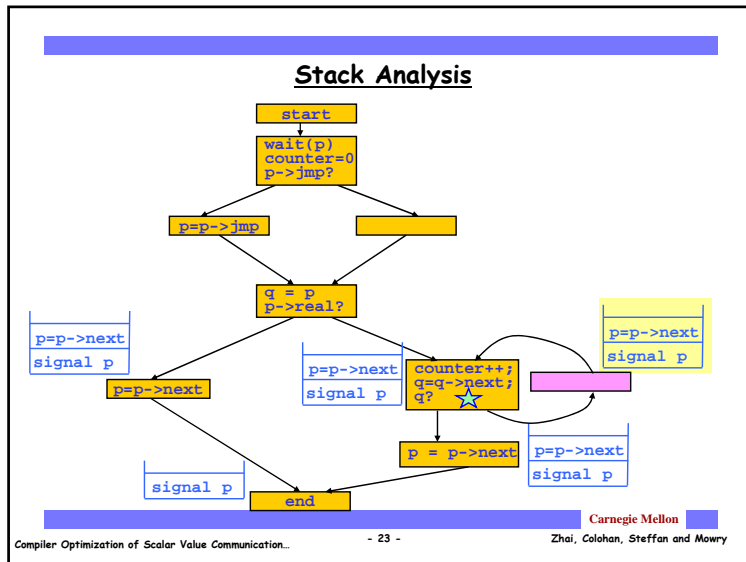 Stack Analysis
start
wait(p)
counter=0
p->jmp?
p=p->jmp
q = p
p->real?
p=p->next
signal p
p=p->next
signal p
p=p->next
signal p
p=p->next
counter++;
q=q->next;
q?
p = p->next
p=p->next
signal p
signal p
end
Carnegie Mellon
Compiler Optimization of Scalar Value Communication…
- 23 -
Zhai, Colohan, Steffan and Mowry